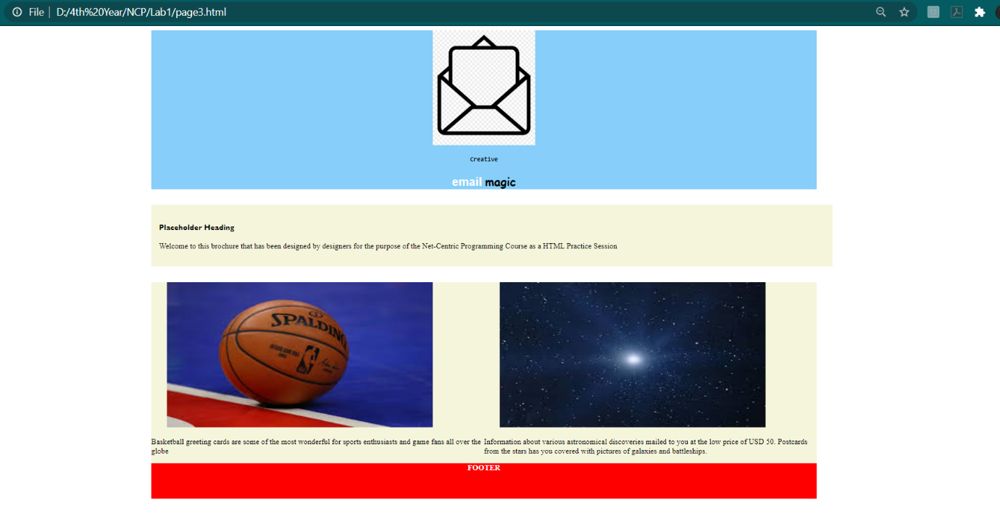 File | D:/4th%20Year/NCP/Lab1/page3.html
Creative
email magic
Placeholder Heading
Welcome to this brochure that has been designed by designers for the purpose of the Net-Centric Programming Course as a HTML Practice Session
SPALDING
Basketball greeting cards are some of the most wonderful for sports enthusiasts and game fans all over the
globe
Information about various astronomical discoveries mailed to you at the low price of USD 50. Postcards
from the stars has you covered with pictures of galaxies and battleships.
FOOTER